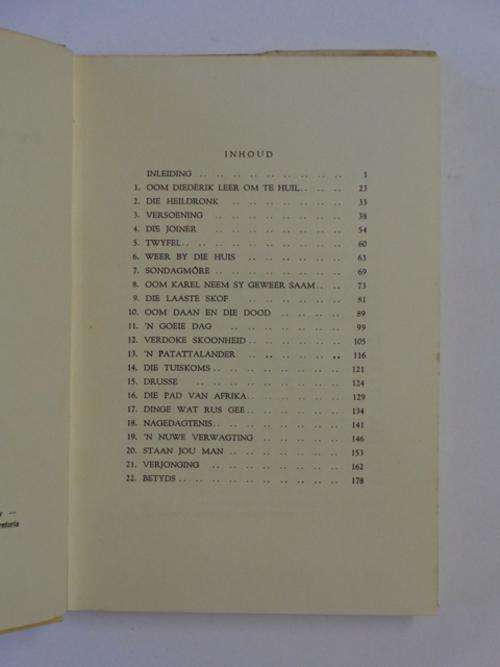 INHOUD
INLEIDING .. .. .. .. .. .. .. .. .. 1
1. OOM DIEDERIK LEER OM TE HUIL .. .. .. 23
2. DIE HEILDRONK .. .. .. .. .. .. .. 35
3. VERSOENING .. .. .. .. .. .. .. .. 38
4. DIE JOINER .. .. .. .. .. .. .. .. 54
5. TWYFEL .. .. .. .. .. .. .. .. .. .. 60
6. WEER BY DIE HUIS .. .. .. .. .. .. .. 63
7. SONDAGMÔRE .. .. .. .. .. .. .. .. 69
8. OOM KAREL NEEM SY GEWEER SAAM .. .. 73
9. DIE LAASTE SKOF .. .. .. .. .. .. .. 81
10. OOM DAAN EN DIE DOOD .. .. .. .. .. 89
11. 'N GOEIE DAG .. .. .. .. .. .. .. 99
12. VERDOKE SKOONHEID .. .. .. .. .. .. 105
13. 'N PATATTALANDER .. .. .. .. .. .. 116
14. DIE TUISKOMS .. .. .. .. .. .. .. .. 121
15. DRUSSE .. .. .. .. .. .. .. .. .. 124
16. DIE PAD VAN AFRIKA .. .. .. .. .. .. 129
17. DINGE WAT RUS GEE .. .. .. .. .. .. 134
18. NAGEDAGTENIS .. .. .. .. .. .. .. .. 141
19. 'N NUWE VERWAGTING .. .. .. .. .. .. 146
20. STAAN JOU MAN .. .. .. .. .. .. .. 153
21. VERJONGING .. .. .. .. .. .. .. .. 162
22. BETYDS .. .. .. .. .. .. .. .. .. .. 178